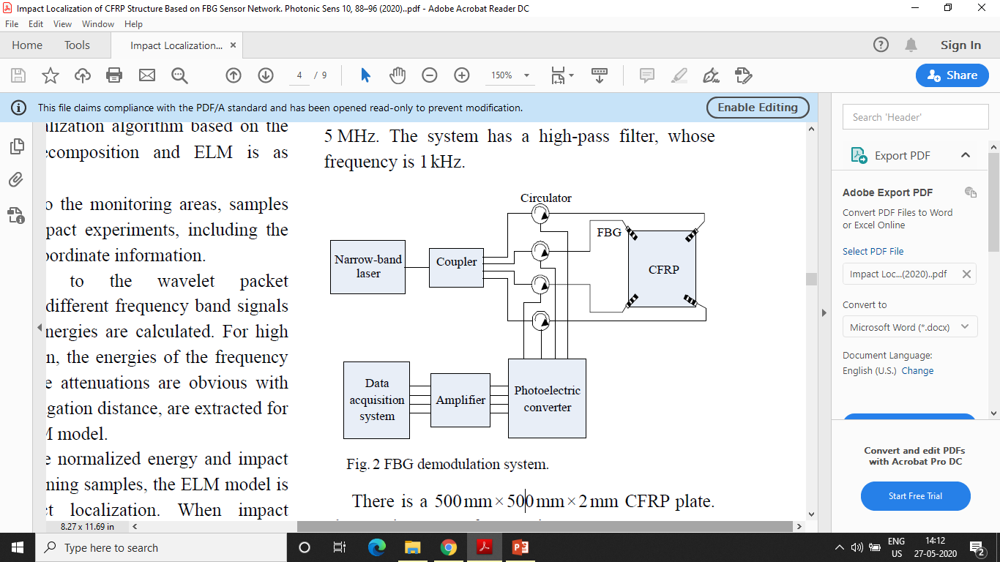 Impact Localization of CFRP Structure Based on FBG Sensor Network. Photonic Sens 10, 88–96 (2020)..pdf - Adobe Acrobat Reader DC
File Edit View Window Help
Home Tools Impact Localization... × Sign In
4 / 9 150% Share
This file claims compliance with the PDF/A standard and has been opened read-only to prevent modification. Enable Editing
alization algorithm based on the
ecomposition and ELM is as
o the monitoring areas, samples
pact experiments, including the
oordinate information.
to the wavelet packet
different frequency band signals
nergies are calculated. For high
n, the energies of the frequency
e attenuations are obvious with
gation distance, are extracted for
M model.
e normalized energy and impact
ning samples, the ELM model is
ct localization. When impact
8.27 x 11.69 in
5 MHz. The system has a high-pass filter, whose
frequency is 1 kHz.
Circulator
FBG
Narrow-band
laser
Coupler
CFRP
Data
acquisition
system
Amplifier
Photoelectric
converter
Fig. 2 FBG demodulation system.
There is a 500 mm × 500 mm × 2 mm CFRP plate.
Search 'Header'
Export PDF
Adobe Export PDF
Convert PDF Files to Word
or Excel Online
Select PDF File
Impact Loc...(2020)..pdf
Convert to
Microsoft Word (*.docx)
Document Language:
English (U.S.) Change
Convert and edit PDFs
with Acrobat Pro DC
Start Free Trial
Type here to search
ENG
US
14:12
27-05-2020
2